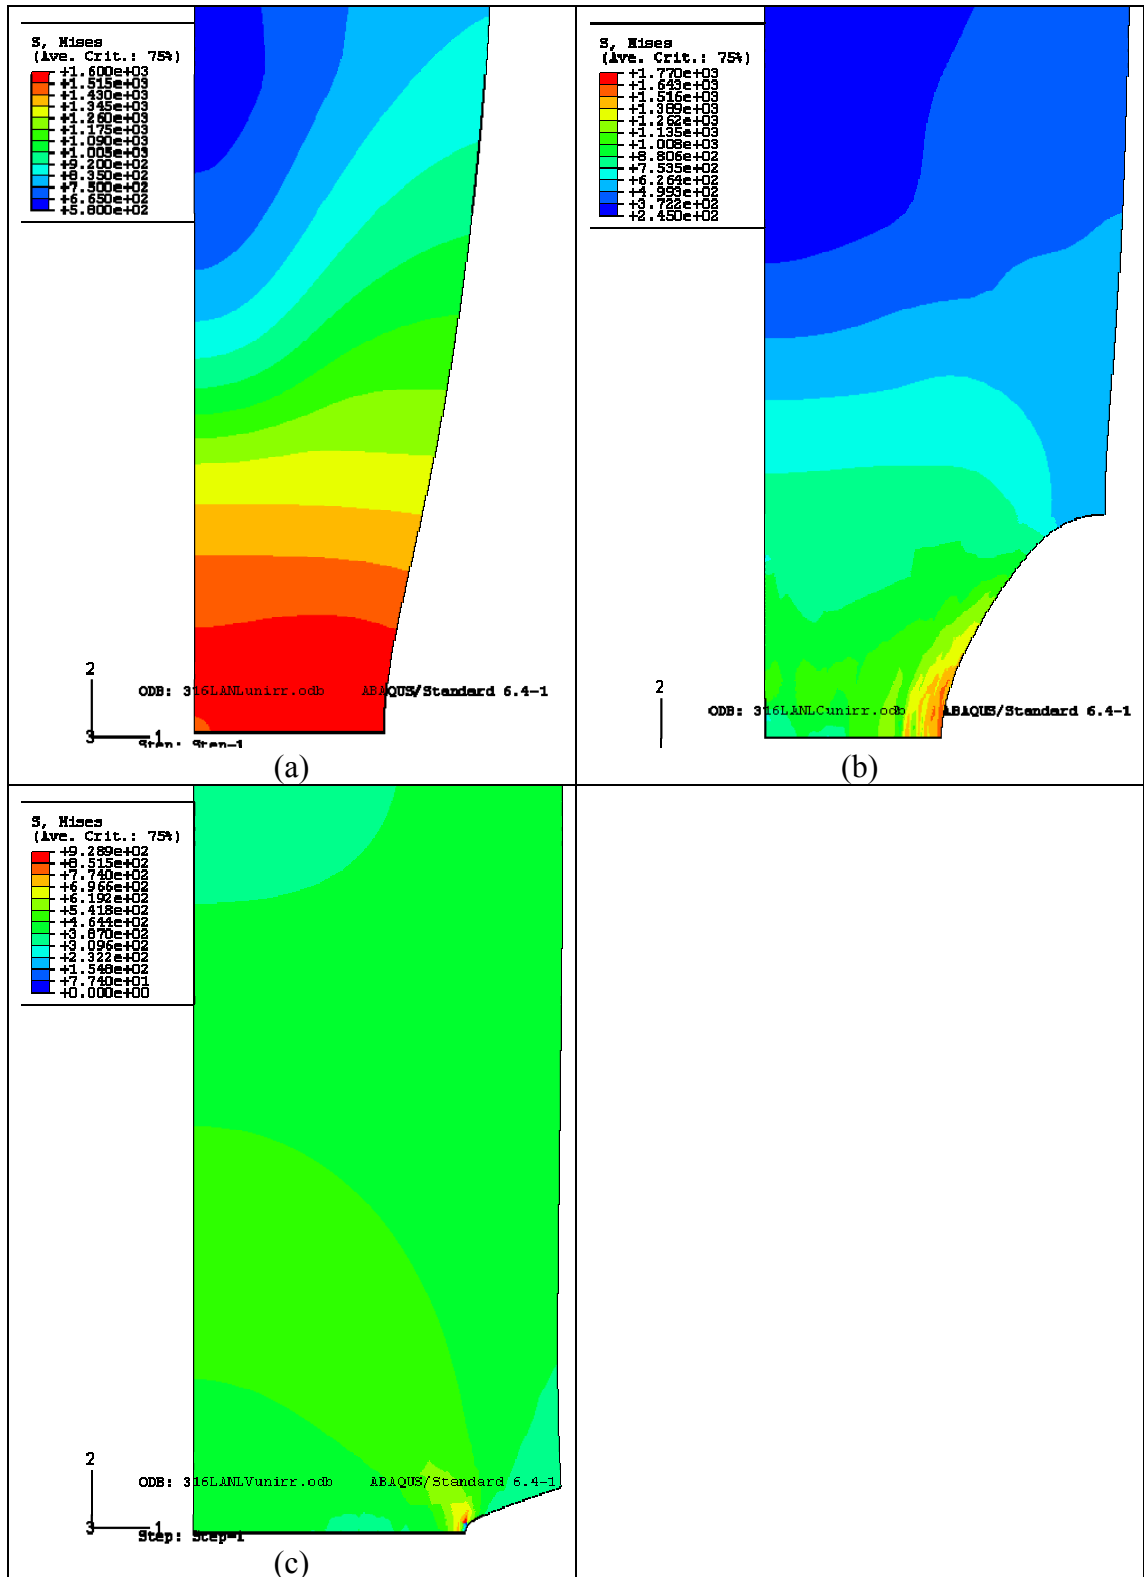 S, Mises
(Ave. Crit.: 75%)
+1.600e+03
+1.515e+03
+1.430e+03
+1.345e+03
+1.260e+03
+1.175e+03
+1.090e+03
+1.005e+03
+9.200e+02
+8.350e+02
+7.500e+02
+6.650e+02
+5.800e+02
2
3
1
ODB: 316LANLunirr.odb ABAQUS/Standard 6.4-1
Step: Step-1
(a)
S, Mises
(Ave. Crit.: 75%)
+1.770e+03
+1.643e+03
+1.516e+03
+1.389e+03
+1.262e+03
+1.135e+03
+1.008e+03
+8.806e+02
+7.535e+02
+6.264e+02
+4.993e+02
+3.722e+02
+2.450e+02
2
ODB: 316LANLCunirr.odb ABAQUS/Standard 6.4-1
(b)
S, Mises
(Ave. Crit.: 75%)
+9.289e+02
+8.515e+02
+7.740e+02
+6.966e+02
+6.192e+02
+5.418e+02
+4.644e+02
+3.870e+02
+3.096e+02
+2.322e+02
+1.548e+02
+7.740e+01
+0.000e+00
2
3
1
ODB: 316LANLVunirr.odb ABAQUS/Standard 6.4-1
Step: Step-1
(c)